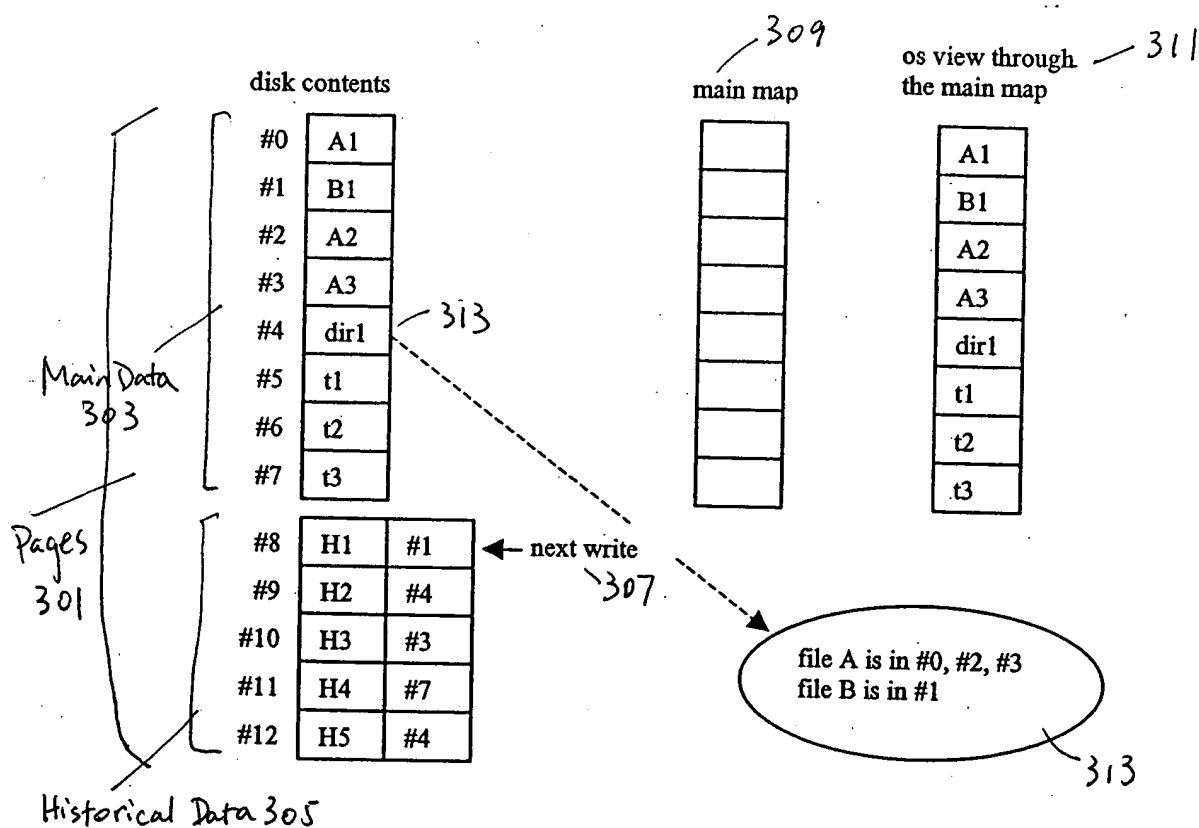 309
311
disk contents
main map
os view through
the main map
#0 A1
#1 B1
#2 A2
#3 A3
#4 dir1
#5 t1
#6 t2
#7 t3
A1
B1
A2
A3
dir1
t1
t2
t3
313
Main Data
303
Pages
301
#8 H1 #1
#9 H2 #4
#10 H3 #3
#11 H4 #7
#12 H5 #4
next write
307
file A is in #0, #2, #3
file B is in #1
313
Historical Data 305